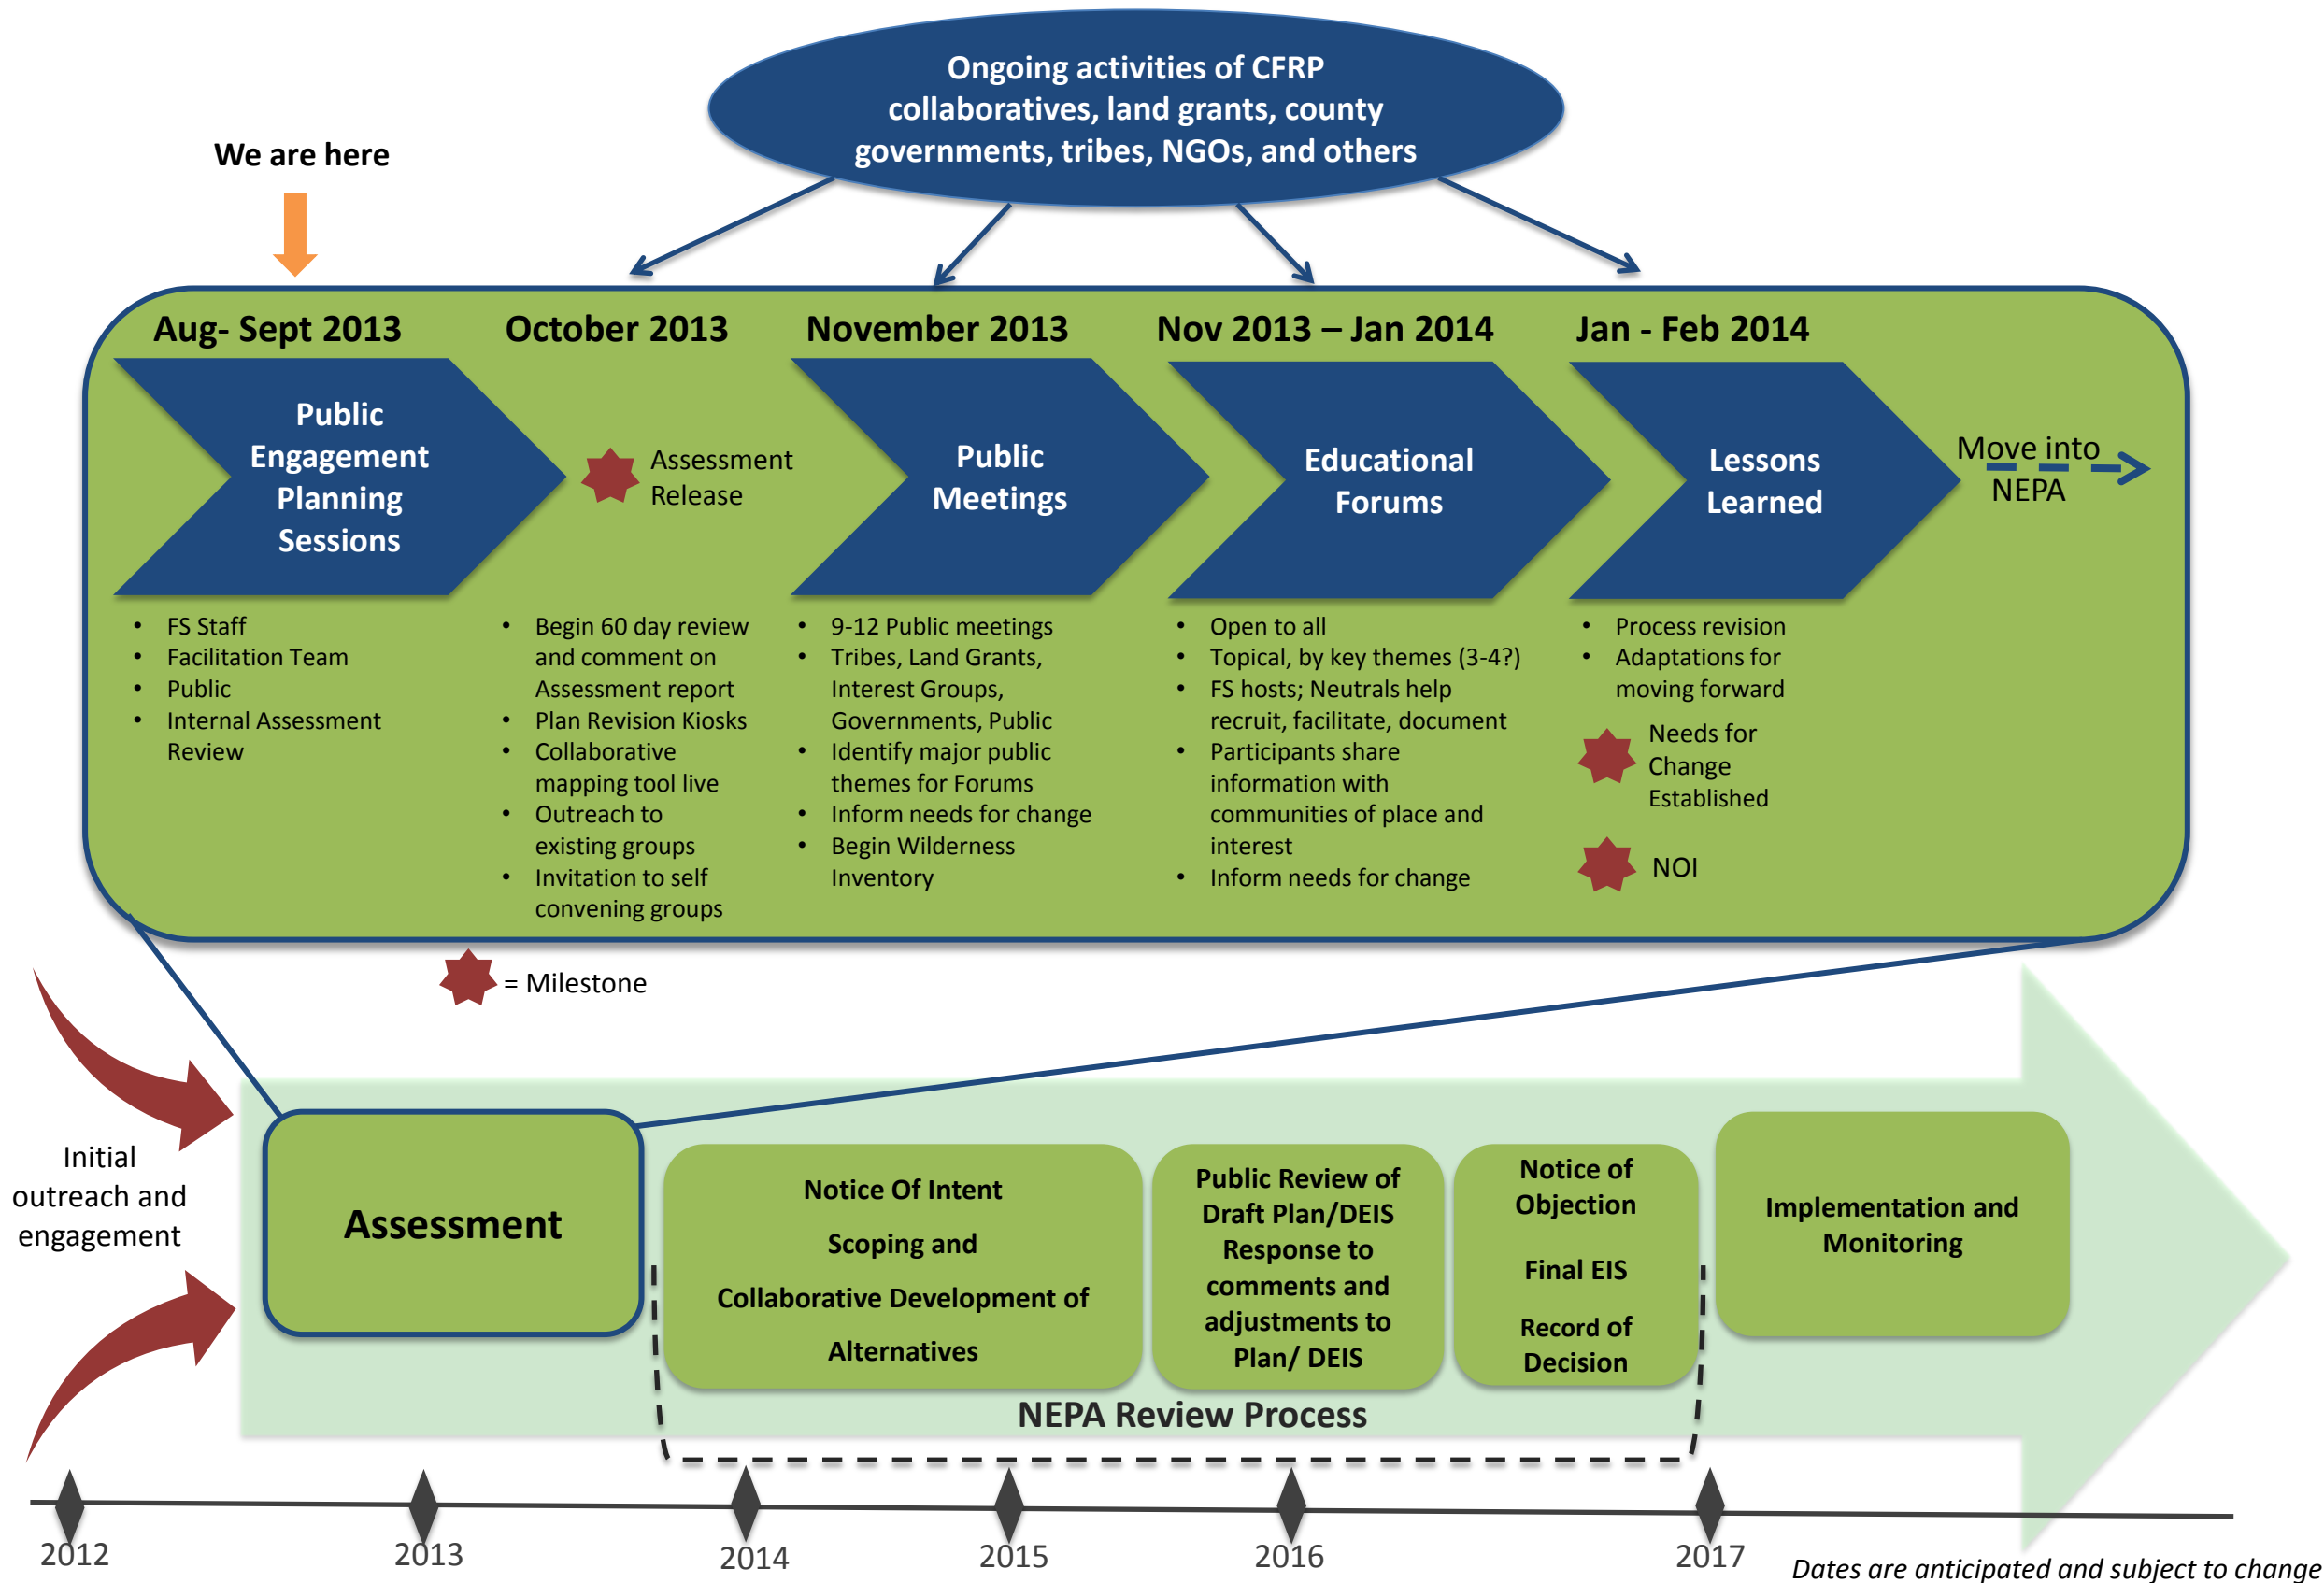 Ongoing activities of CFRP
collaboratives, land grants, county
governments, tribes, NGOs, and others
We are here
Aug- Sept 2013
October 2013
November 2013
Nov 2013 – Jan 2014
Jan - Feb 2014
Public
Engagement
Planning
Sessions
Assessment
Release
Public
Meetings
Educational
Forums
Lessons
Learned
Move into
NEPA
• FS Staff
• Facilitation Team
• Public
• Internal Assessment
Review
• Begin 60 day review
and comment on
Assessment report
• Plan Revision Kiosks
• Collaborative
mapping tool live
• Outreach to
existing groups
• Invitation to self
convening groups
• 9-12 Public meetings
• Tribes, Land Grants,
Interest Groups,
Governments, Public
• Identify major public
themes for Forums
• Inform needs for change
• Begin Wilderness
Inventory
• Open to all
• Topical, by key themes (3-4?)
• FS hosts; Neutrals help
recruit, facilitate, document
• Participants share
information with
communities of place and
interest
• Inform needs for change
• Process revision
• Adaptations for
moving forward
Needs for
Change
Established
NOI
= Milestone
Initial
outreach and
engagement
Assessment
Notice Of Intent
Scoping and
Collaborative Development of
Alternatives
Public Review of
Draft Plan/DEIS
Response to
comments and
adjustments to
Plan/ DEIS
Notice of
Objection
Final EIS
Record of
Decision
Implementation and
Monitoring
NEPA Review Process
2012
2013
2014
2015
2016
2017
Dates are anticipated and subject to change